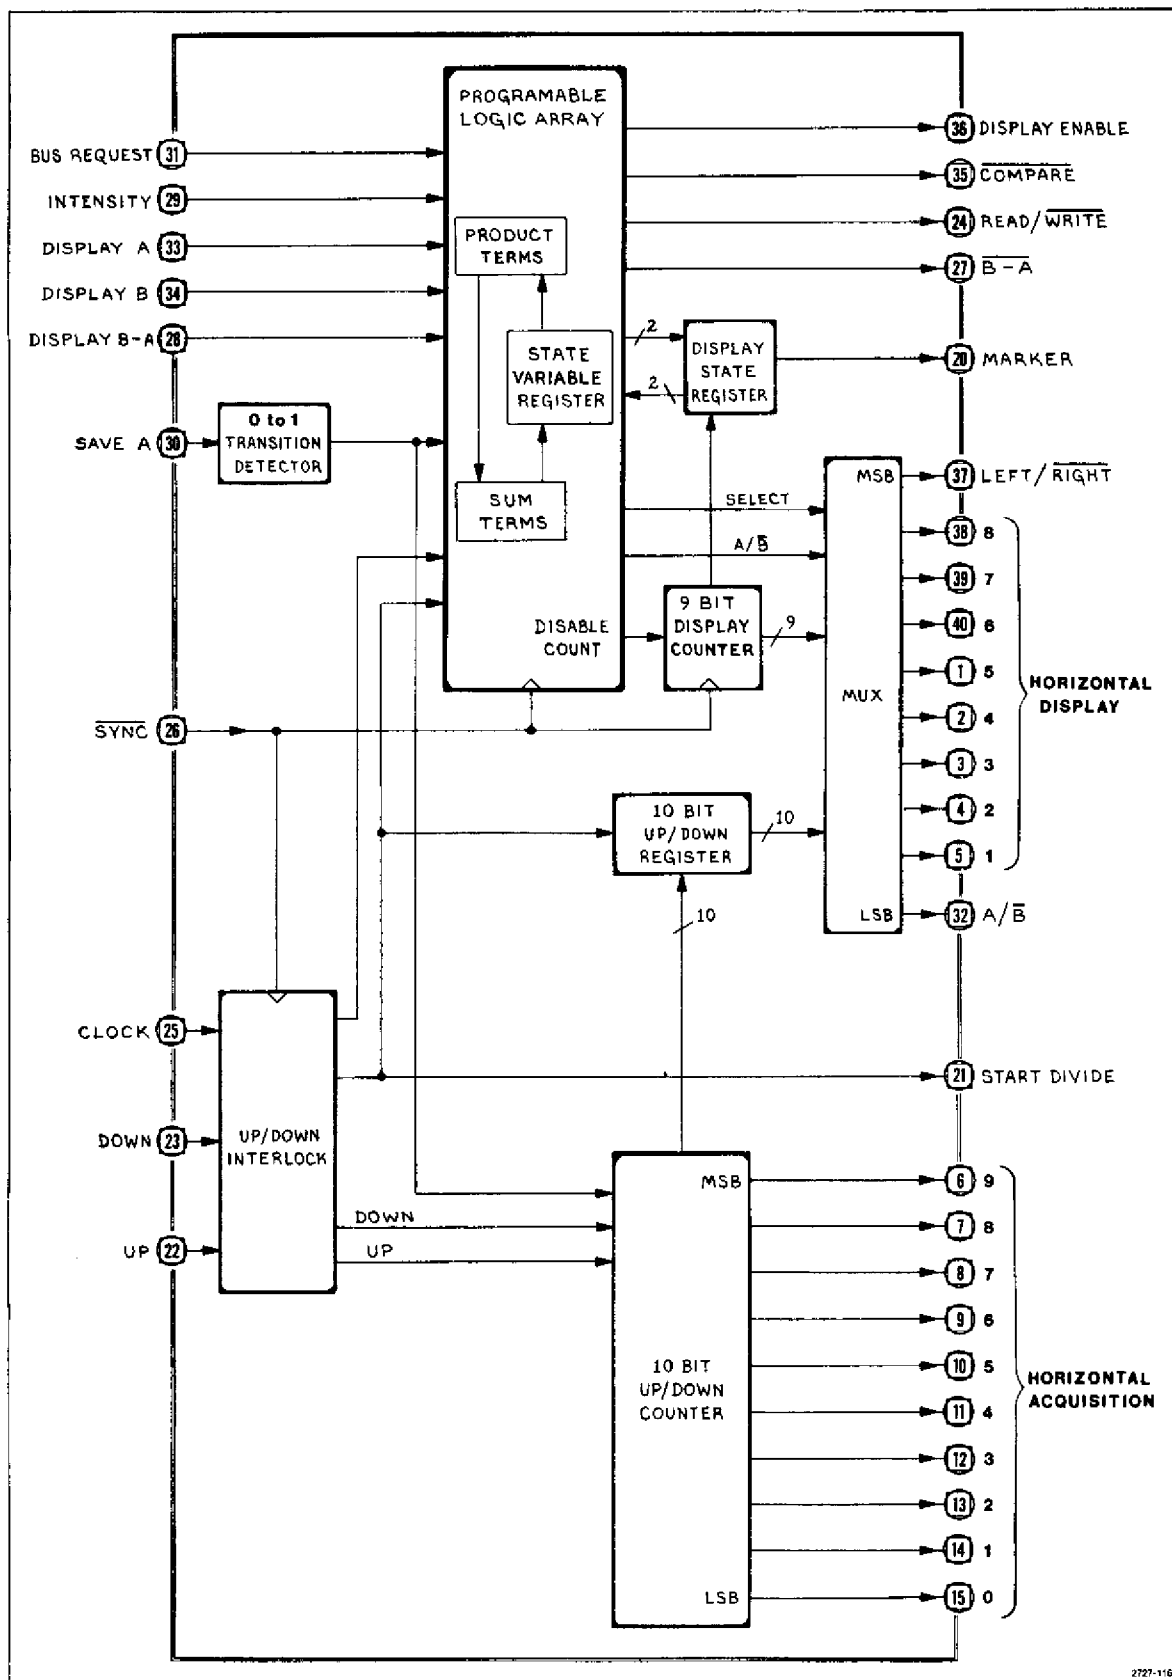 PROGRAMABLE
LOGIC ARRAY
BUS REQUEST 31
INTENSITY 29
DISPLAY A 33
DISPLAY B 34
DISPLAY B-A 28
SAVE A 30
0 to 1
TRANSITION
DETECTOR
PRODUCT
TERMS
STATE
VARIABLE
REGISTER
SUM
TERMS
DISABLE
COUNT
2
2
DISPLAY
STATE
REGISTER
SELECT
A/B̅
9 BIT
DISPLAY
COUNTER
9
36 DISPLAY ENABLE
35 C̅O̅M̅P̅A̅R̅E̅
24 READ/W̅R̅I̅T̅E̅
27 B̅-̅A̅
20 MARKER
MSB
MUX
LSB
37 LEFT/R̅I̅G̅H̅T̅
38 8
39 7
40 6
1 5
2 4
3 3
4 2
5 1
HORIZONTAL
DISPLAY
32 A/B̅
S̅Y̅N̅C̅ 26
10 BIT
UP/DOWN
REGISTER
10
10
CLOCK 25
DOWN 23
UP 22
UP/DOWN
INTERLOCK
DOWN
UP
21 START DIVIDE
MSB
10 BIT
UP/DOWN
COUNTER
LSB
6 9
7 8
8 7
9 6
10 5
11 4
12 3
13 2
14 1
15 0
HORIZONTAL
ACQUISITION
2727-116